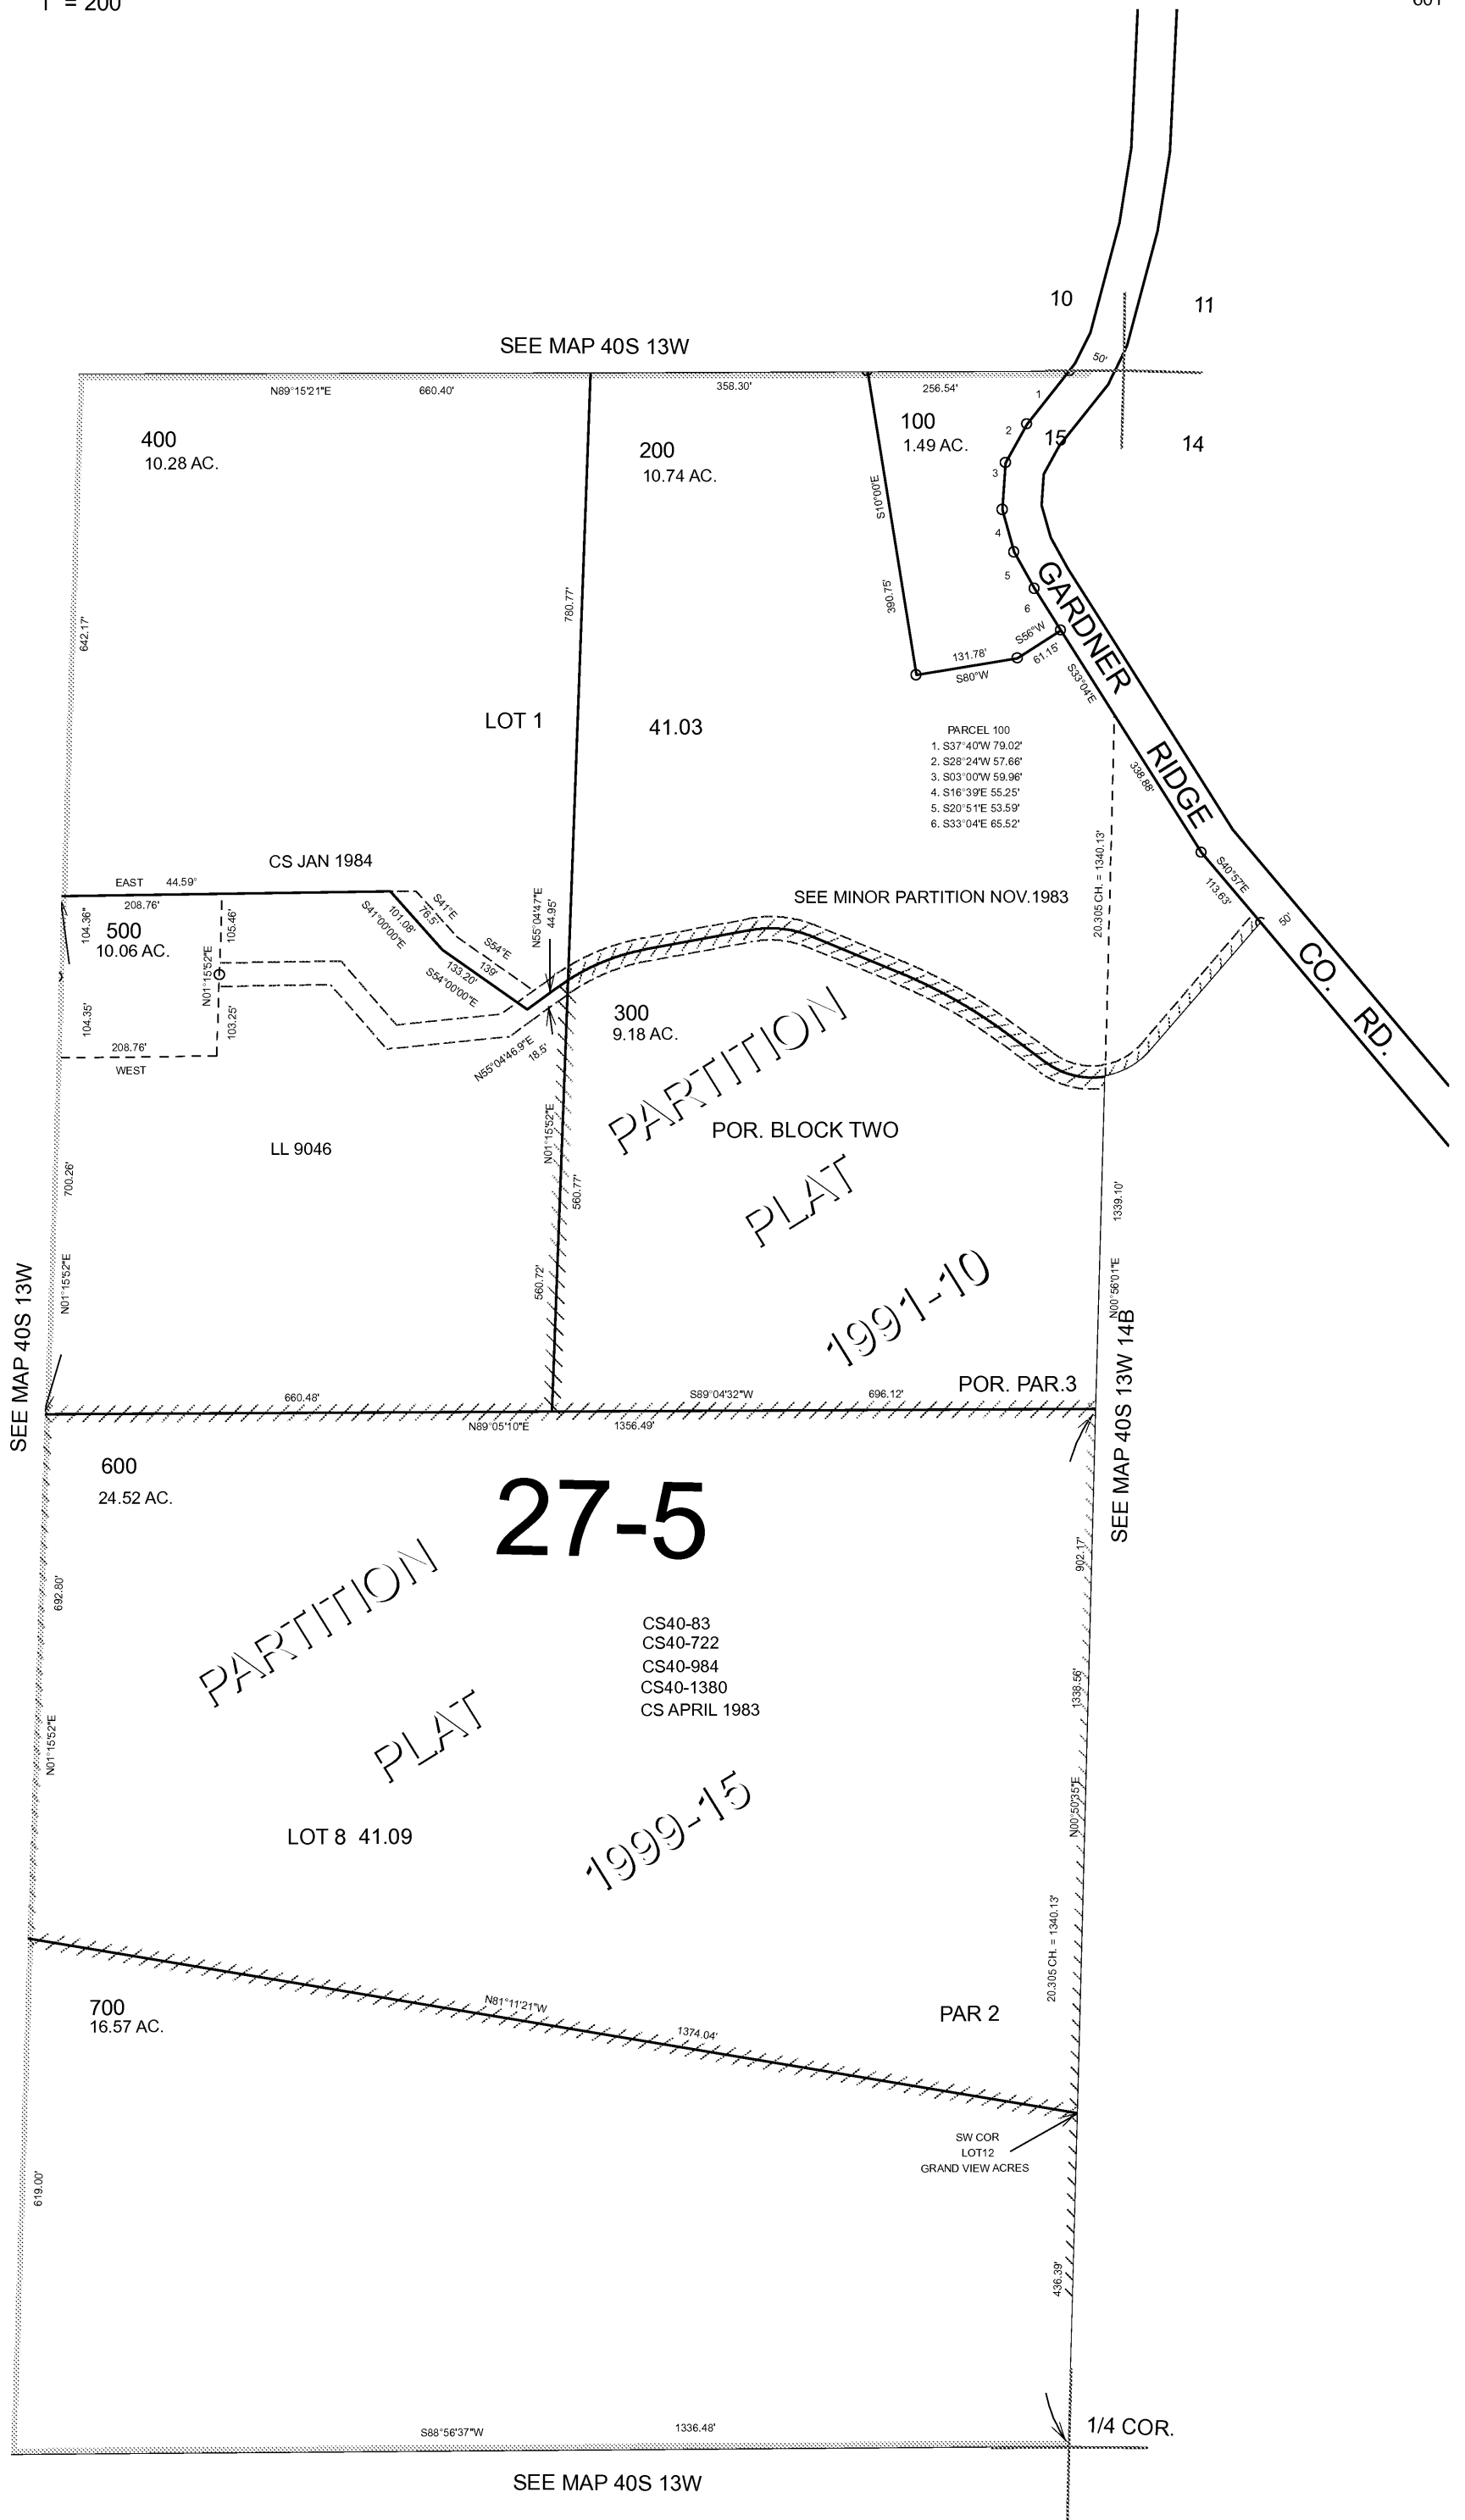 = 200
10
11
SEE MAP 40S 13W
50'
N89°15'21"E
660.40'
358.30'
256.54'
1
400
10.28 AC.
200
10.74 AC.
100
1.49 AC.
2
15
14
3
S10°00'E
390.75'
4
5
6
642.17'
780.77'
GARDNER RIDGE CO. RD.
S56°W
61.15'
131.78'
S80°W
S33°04'E
338.88'
LOT 1
41.03
PARCEL 100
1. S37°40'W 79.02'
2. S28°24'W 57.66'
3. S03°00'W 59.96'
4. S16°39'E 55.25'
5. S20°51'E 53.59'
6. S33°04'E 65.52'
20.305 CH. = 1340.13'
S40°57'E
113.63'
50'
CS JAN 1984
EAST
44.59°
208.76'
SEE MINOR PARTITION NOV.1983
104.36"
500
10.06 AC.
105.46'
N01°15'52"E
S41°E
76.5'
101.08'
S41°00'00"E
S54°E
139'
133.20'
S54°00'00"E
N55°04'47"E
44.95'
104.35'
103.25'
208.76'
WEST
N55°04'46.9"E
18.5'
300
9.18 AC.
PARTITION
PLAT
1991-10
POR. BLOCK TWO
LL 9046
N01°15'52"E
560.77'
560.72'
700.26'
N01°15'52"E
1339.10'
N00°56'01"E
SEE MAP 40S 13W
SEE MAP 40S 13W 14B
POR. PAR.3
660.48'
S89°04'32"W
696.12'
N89°05'10"E
1356.49'
600
24.52 AC.
27-5
902.17'
692.80'
PARTITION
PLAT
1999-15
CS40-83
CS40-722
CS40-984
CS40-1380
CS APRIL 1983
1338.56'
N01°15'52"E
N00°50'35"E
LOT 8 41.09
20.305 CH. = 1340.13'
700
16.57 AC.
N81°11'21"W
1374.04'
PAR 2
SW COR
LOT12
GRAND VIEW ACRES
619.00'
436.39'
S88°56'37"W
1336.48'
1/4 COR.
SEE MAP 40S 13W